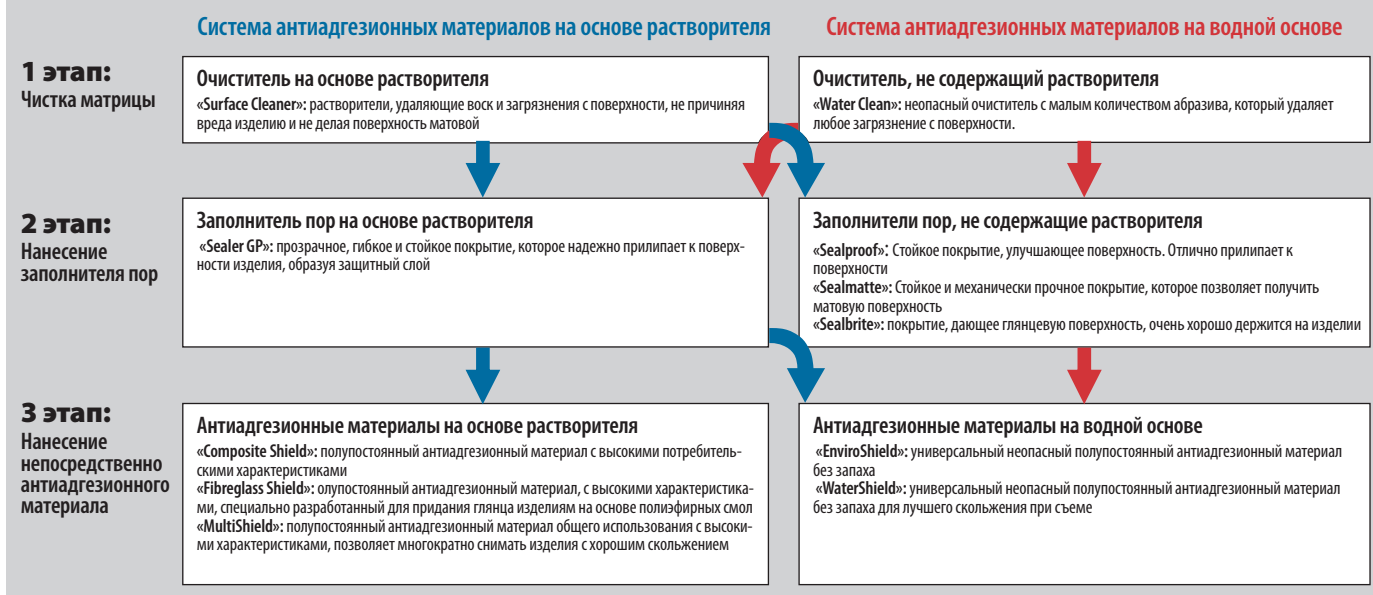 Система антиадгезионных материалов на основе растворителя
Система антиадгезионных материалов на водной основе
1 этап:
Чистка матрицы
Очиститель на основе растворителя
«Surface Cleaner»: растворители, удаляющие воск и загрязнения с поверхности, не причиняя
вреда изделию и не делая поверхность матовой
Очиститель, не содержащий растворителя
«Water Clean»: неопасный очиститель с малым количеством абразива, который удаляет
любое загрязнение с поверхности.
2 этап:
Нанесение
заполнителя пор
Заполнитель пор на основе растворителя
«Sealer GP»: прозрачное, гибкое и стойкое покрытие, которое надежно прилипает к поверх-
ности изделия, образуя защитный слой
Заполнители пор, не содержащие растворителя
«Sealproof»: Стойкое покрытие, улучшающее поверхность. Отлично прилипает к
поверхности
«Sealmatte»: Стойкое и механически прочное покрытие, которое позволяет получить
матовую поверхность
«Sealbrite»: покрытие, дающее глянцевую поверхность, очень хорошо держится на изделии
3 этап:
Нанесение
непосредственно
антиадгезионного
материала
Антиадгезионные материалы на основе растворителя
«Composite Shield»: полупостоянный антиадгезионный материал с высокими потребитель-
скими характеристиками
«Fibreglass Shield»: олупостоянный антиадгезионный материал, с высокими характеристика-
ми, специально разработанный для придания глянца изделиям на основе полиэфирных смол
«MultiShield»: полупостоянный антиадгезионный материал общего использования с высоки-
ми характеристиками, позволяет многократно снимать изделия с хорошим скольжением
Антиадгезионные материалы на водной основе
«EnviroShield»: универсальный неопасный полупостоянный антиадгезионный материал
без запаха
«WaterShield»: универсальный неопасный полупостоянный антиадгезионный материал
без запаха для лучшего скольжения при съеме